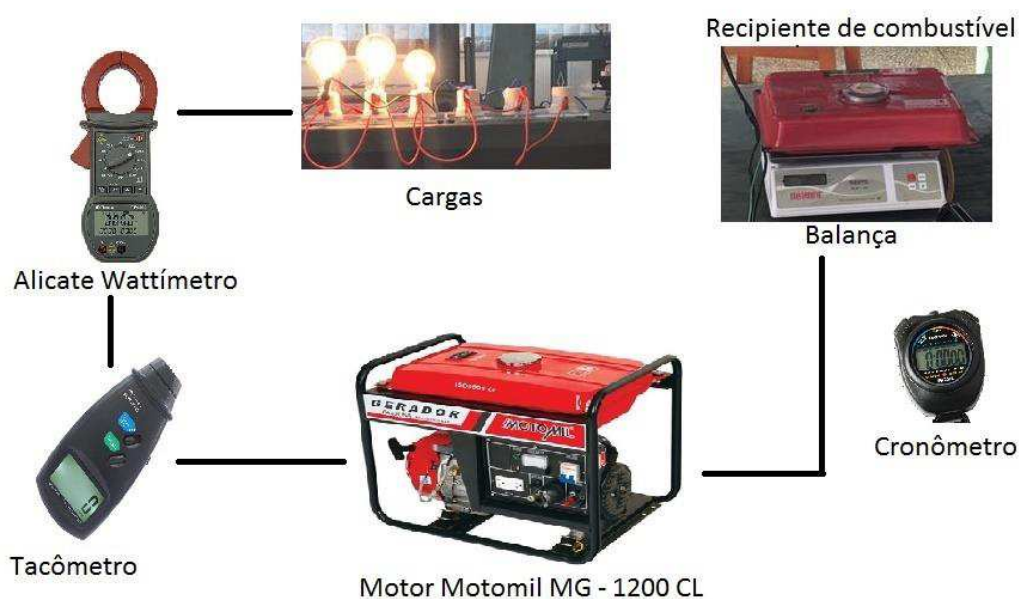 Recipiente de combustível
Cargas
Balança
Alicate Wattímetro
GERADOR
MOTOMIL
Cronômetro
Tacômetro
Motor Motomil MG - 1200 CL